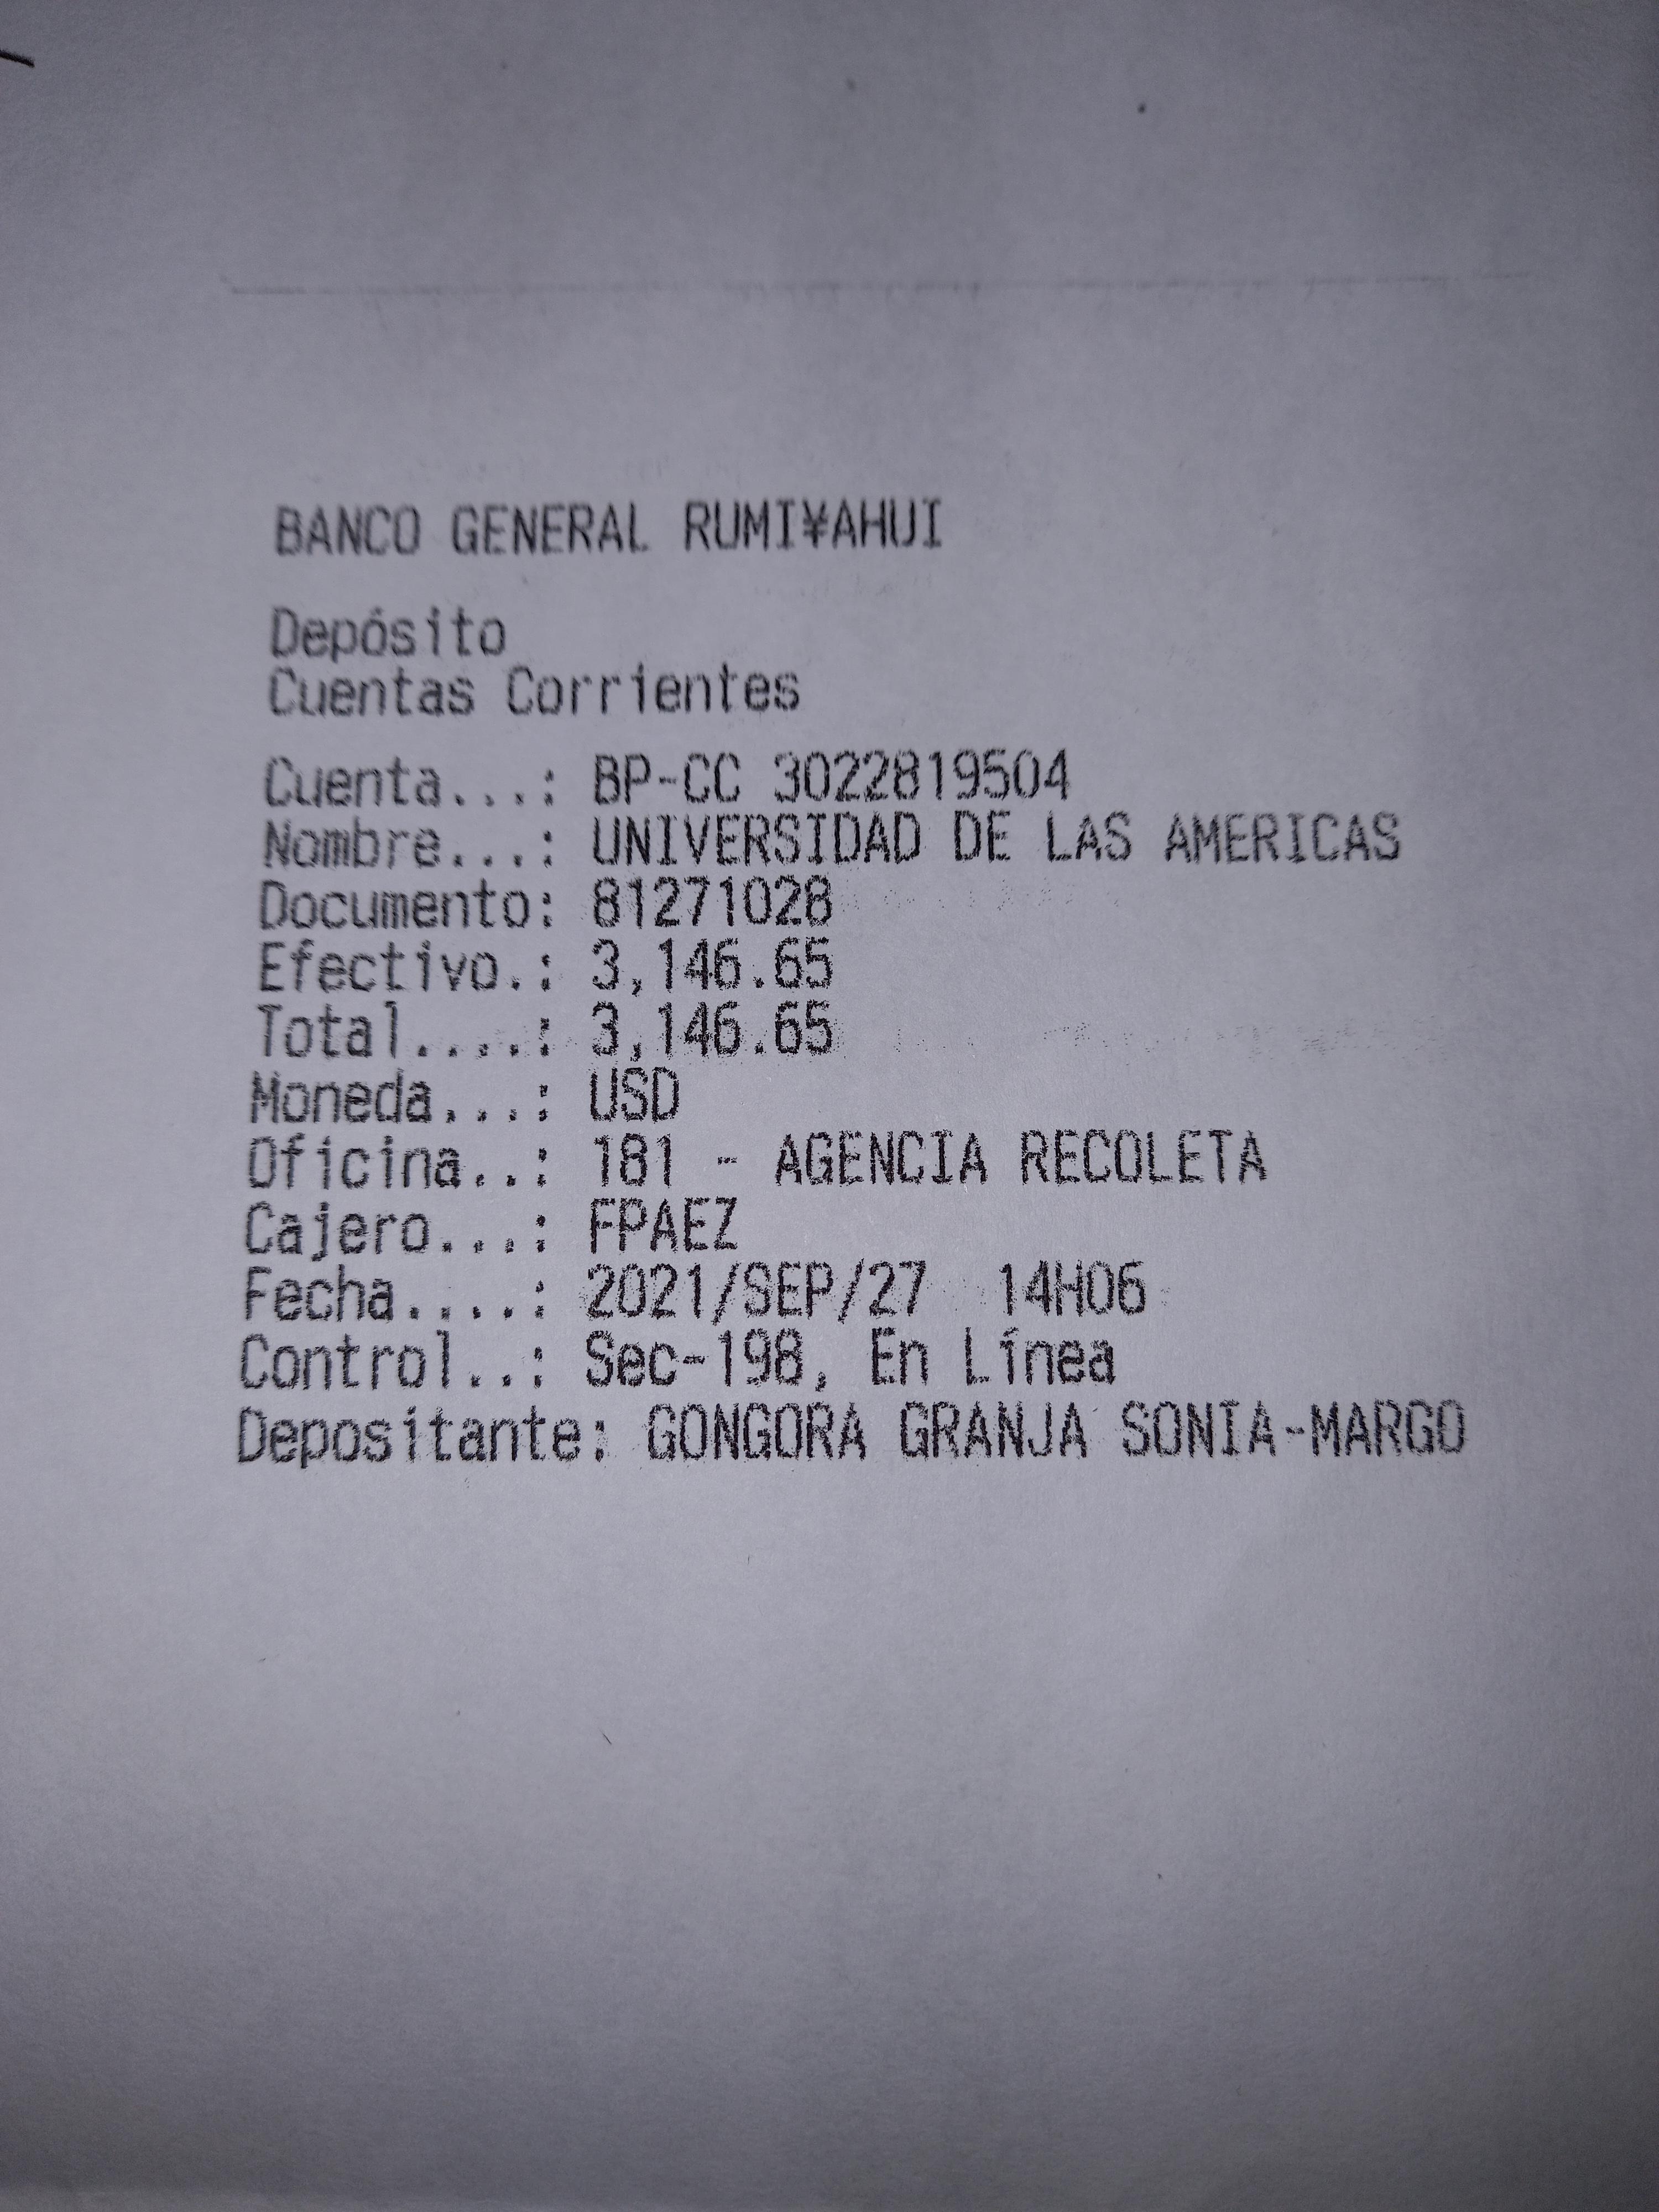 BANCO GENERAL RUMI¥AHUI
Depósito
Cuentas Corrientes
Cuenta...: BP-CC 3022819504
Nombre...: UNIVERSIDAD DE LAS AMERICAS
Documento: 81271028
Efectivo.: 3,146.65
Total....: 3,146.65
Moneda...: USD
Oficina..: 181 - AGENCIA RECOLETA
Cajero...: FPAEZ
Fecha....: 2021/SEP/27  14H06
Control..: Sec-198, En Línea
Depositante: GONGORA GRANJA SONIA-MARGO